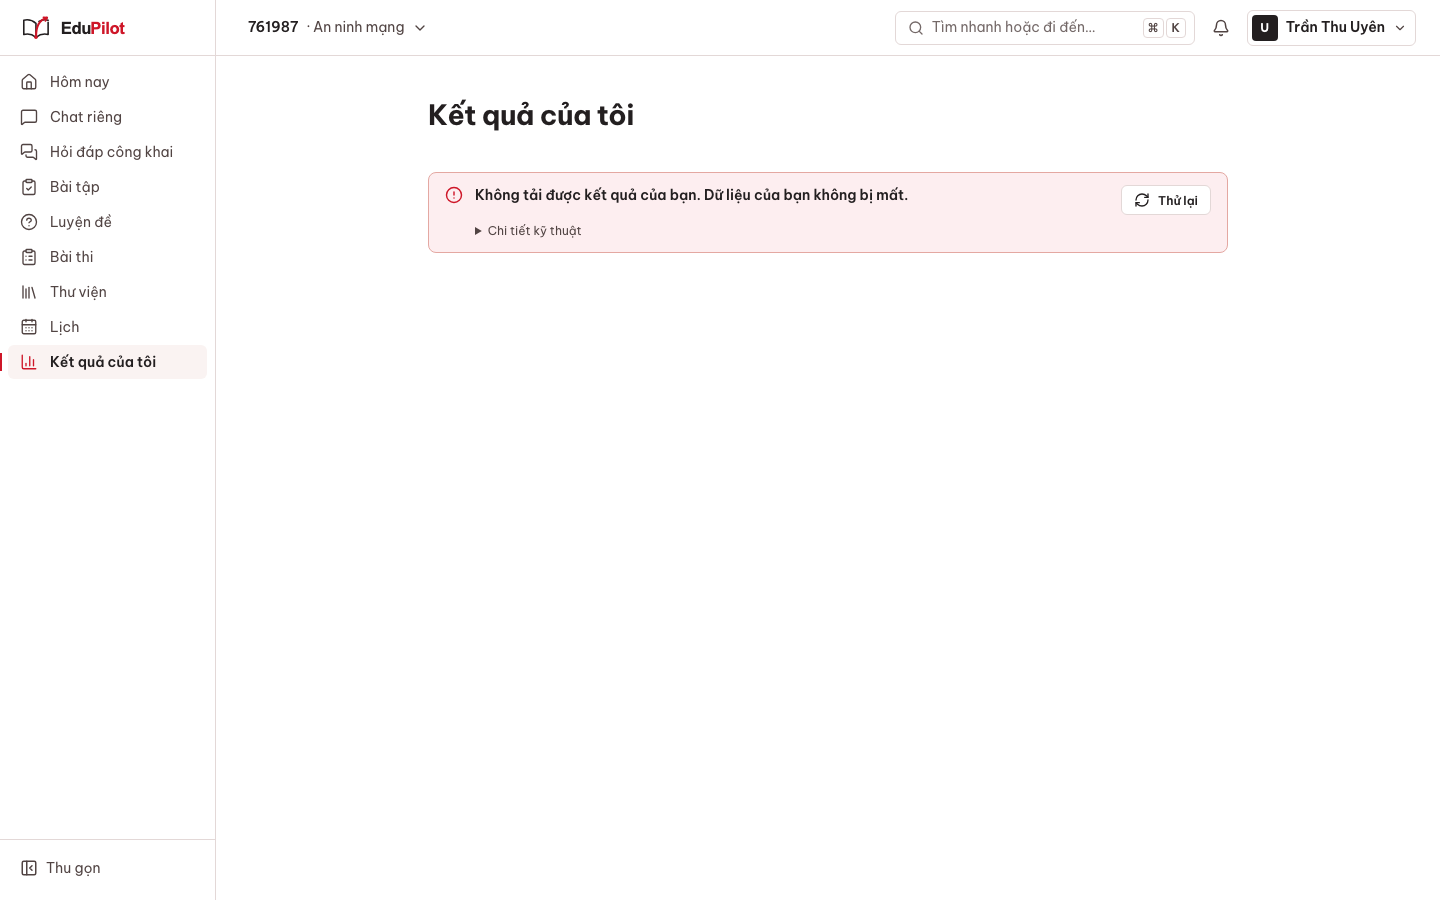 EduPilot
761987 · An ninh mạng
Tìm nhanh hoặc đi đến...
⌘ K
U Trần Thu Uyên
Hôm nay
Chat riêng
Hỏi đáp công khai
Bài tập
Luyện đề
Bài thi
Thư viện
Lịch
Kết quả của tôi
Thu gọn
Kết quả của tôi
Không tải được kết quả của bạn. Dữ liệu của bạn không bị mất.
Thử lại
Chi tiết kỹ thuật